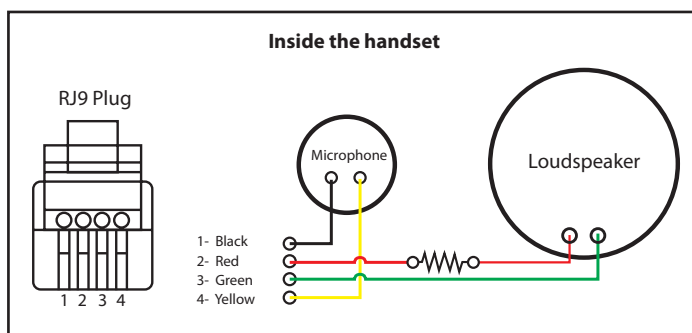 Inside the handset
RJ9 Plug
Microphone
Loudspeaker
1- Black
2- Red
3- Green
4- Yellow
1 2 3 4